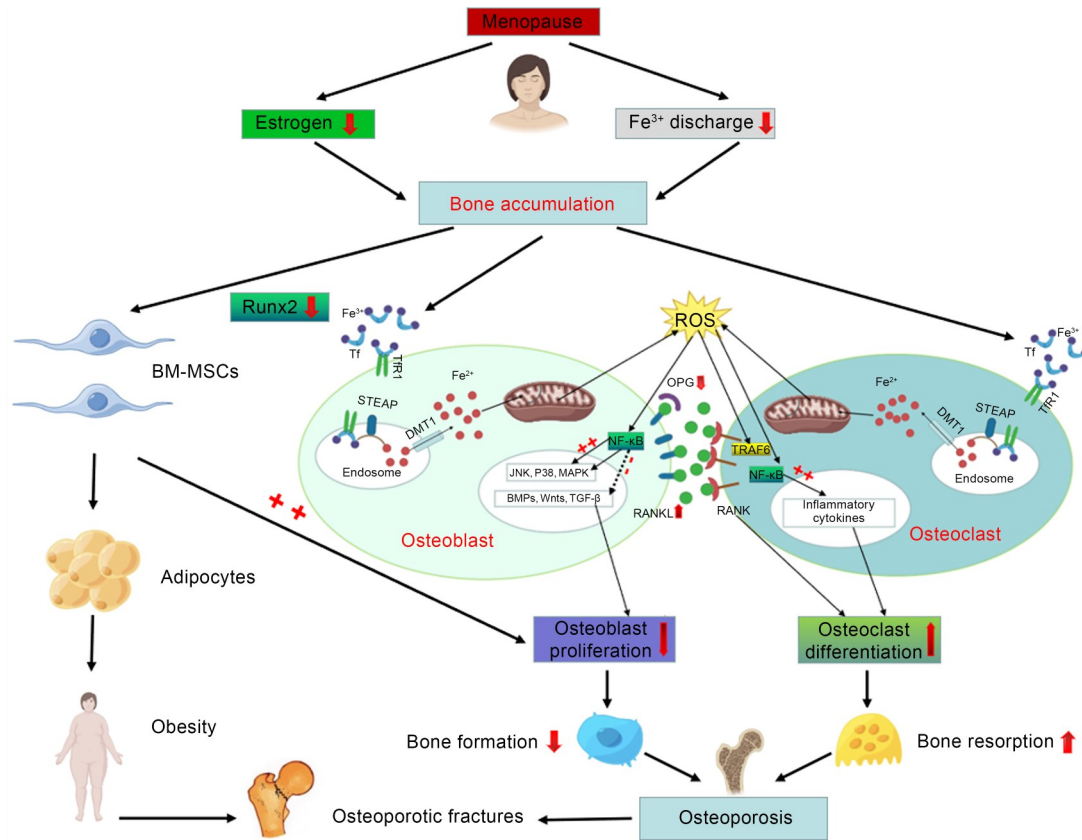 Menopause
Estrogen
Fe³⁺ discharge
Bone accumulation
Runx2
Fe³⁺
Tf
TfR1
ROS
Fe³⁺
Tf
TfR1
BM-MSCs
OPG
STEAP
DMT1
Fe²⁺
Endosome
NF-κB
JNK, P38, MAPK
BMPs, Wnts, TGF-β
RANKL
RANK
TRAF6
NF-κB
Inflammatory
cytokines
Fe²⁺
DMT1
STEAP
Endosome
Osteoblast
Osteoclast
Adipocytes
Osteoblast
proliferation
Osteoclast
differentiation
Obesity
Bone formation
Bone resorption
Osteoporotic fractures
Osteoporosis